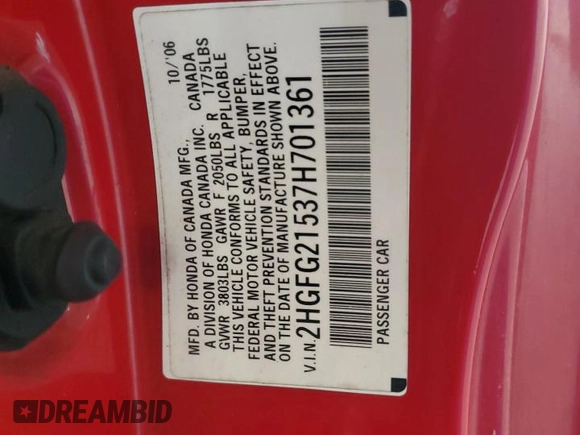 MFD. BY HONDA OF CANADA MFG., 10/'06
A DIVISION OF HONDA CANADA INC. CANADA
GVWR 3803LBS GAWR F 2050LBS R 1775LBS
THIS VEHICLE CONFORMS TO ALL APPLICABLE
FEDERAL MOTOR VEHICLE SAFETY, BUMPER,
AND THEFT PREVENTION STANDARDS IN EFFECT
ON THE DATE OF MANUFACTURE SHOWN ABOVE.
V.I.N. 2HGFG21537H701361
PASSENGER CAR
DREAMBID